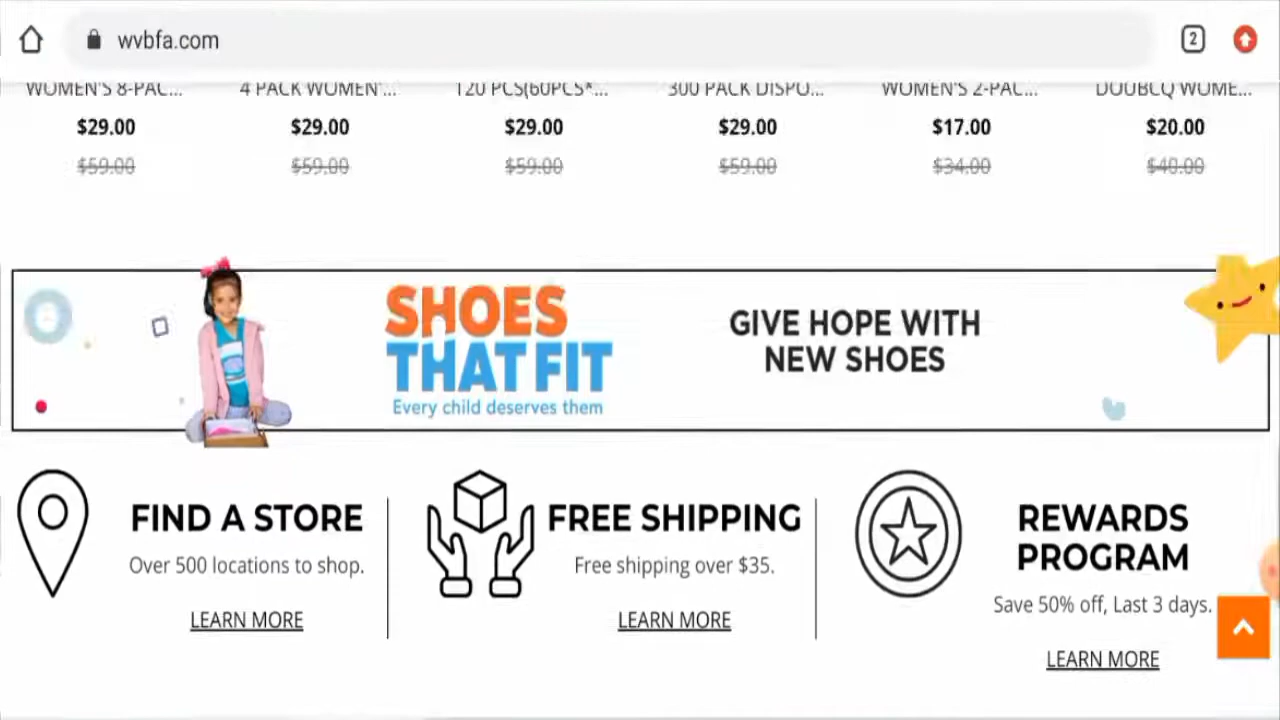 wvbfa.com
2
WOMEN'S 8-PAC... 4 PACK WOMEN'... 120 PCS(60PCS*... 300 PACK DISPO... WOMEN'S 2-PAC... DOUBLQ WOME...
$29.00 $29.00 $29.00 $29.00 $17.00 $20.00
$59.00 $59.00 $59.00 $59.00 $34.00 $40.00
SHOES
THAT FIT
Every child deserves them
GIVE HOPE WITH
NEW SHOES
FIND A STORE
Over 500 locations to shop.
LEARN MORE
FREE SHIPPING
Free shipping over $35.
LEARN MORE
REWARDS
PROGRAM
Save 50% off, Last 3 days.
LEARN MORE